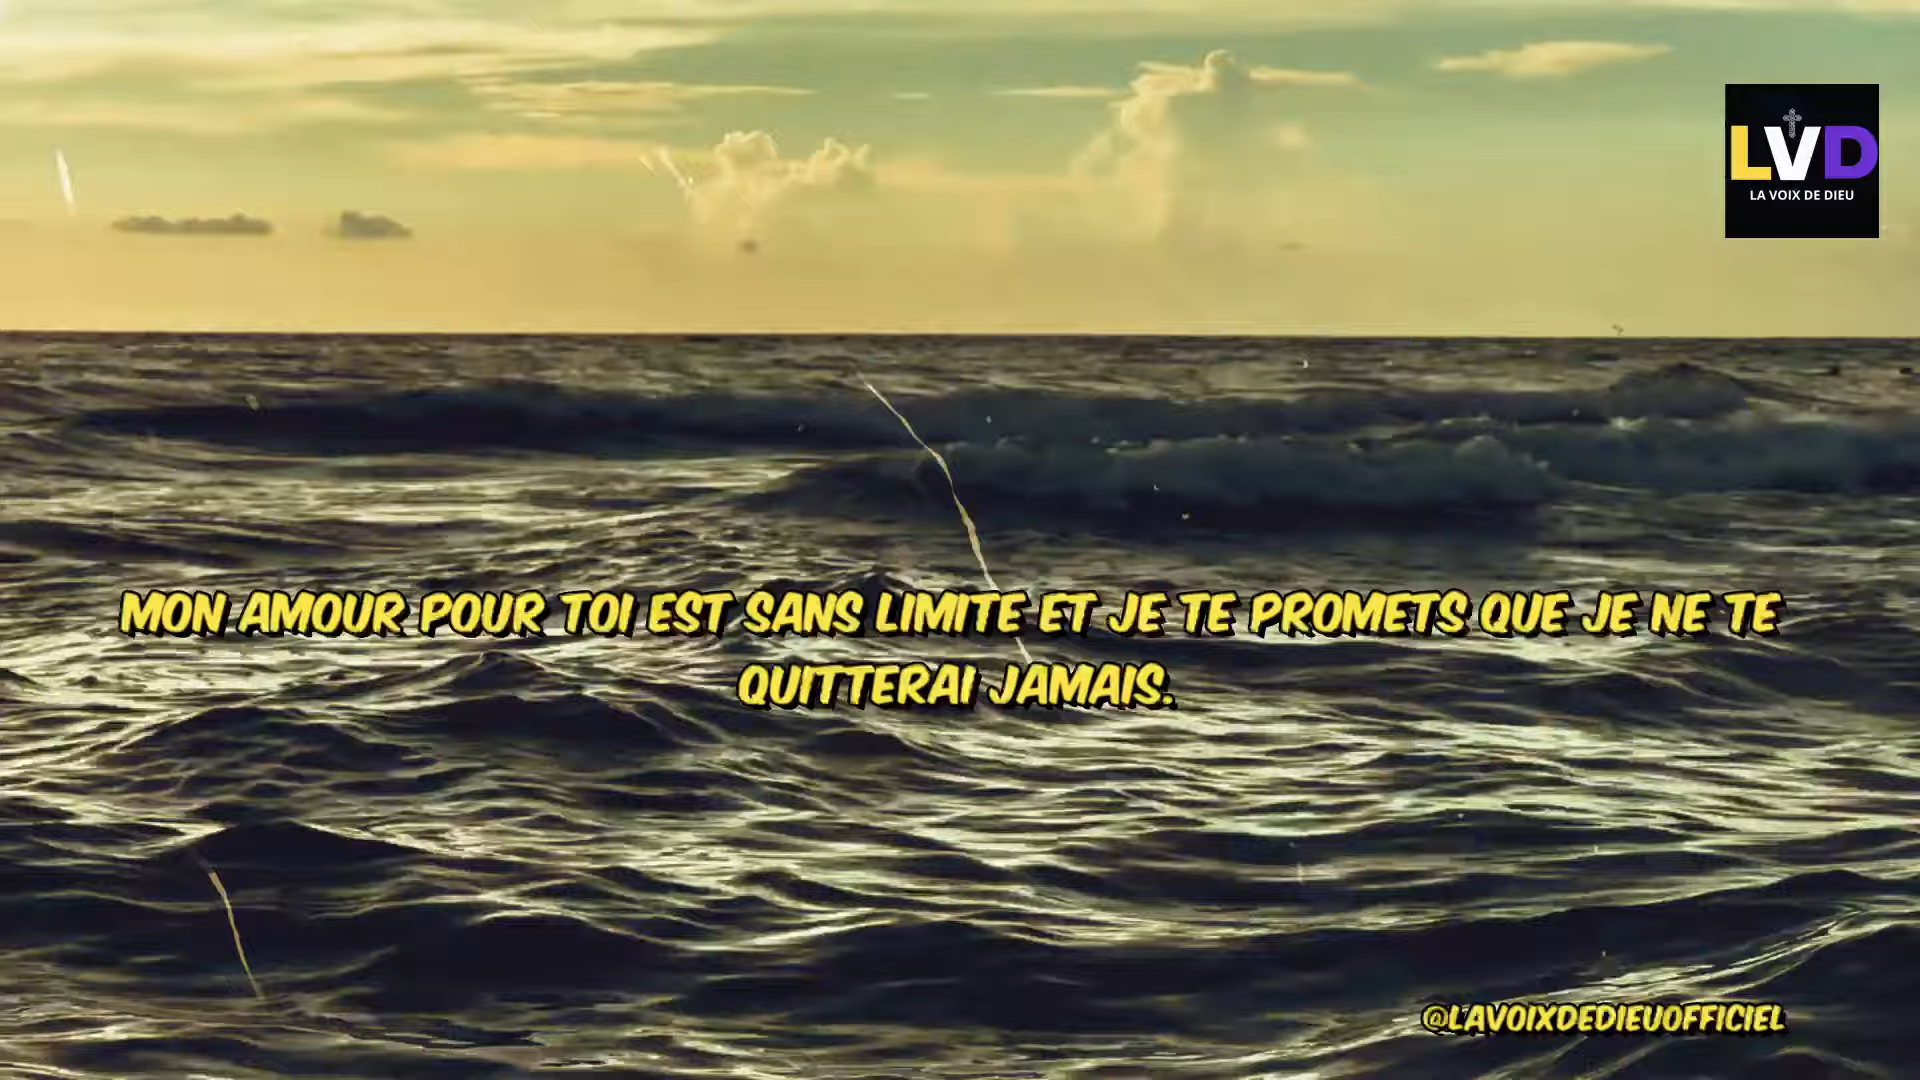 LVD
LA VOIX DE DIEU
MON AMOUR POUR TOI EST SANS LIMITE ET JE TE PROMETS QUE JE NE TE
QUITTERAI JAMAIS.
@LAVOIXDEDIEUOFFICIEL